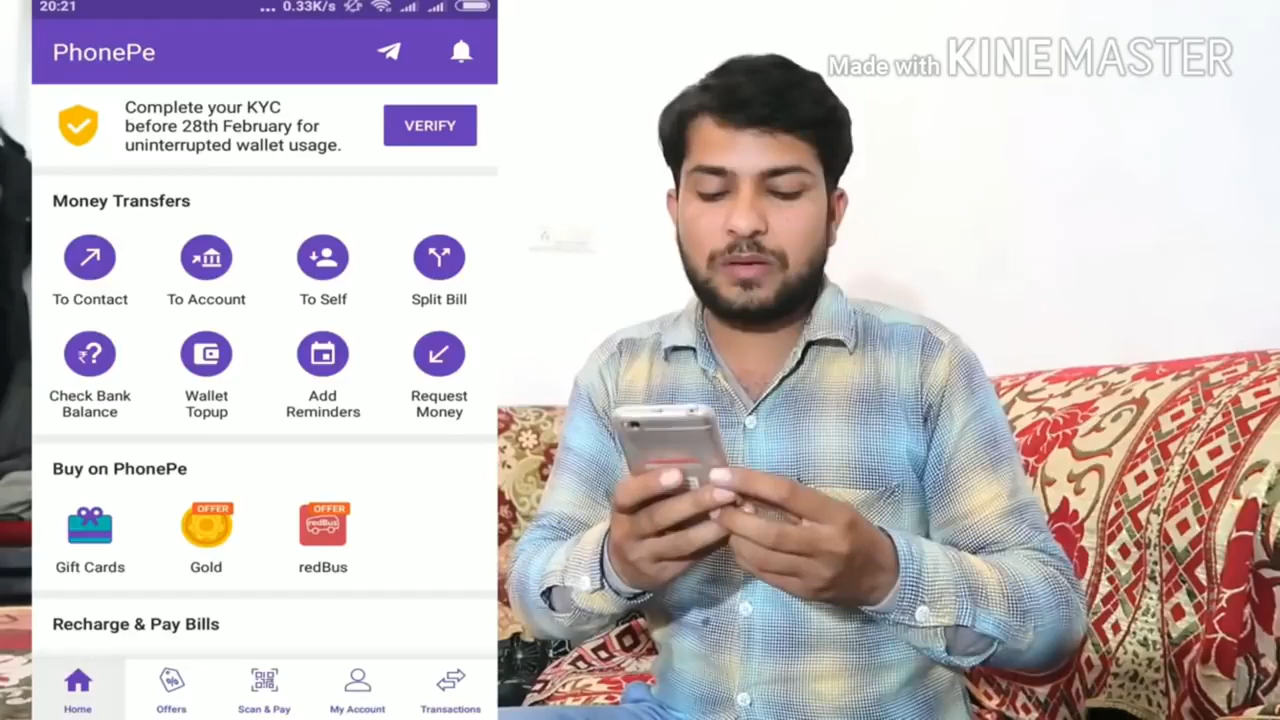 20:21
... 0.33K/s
PhonePe
Made with KINEMASTER
Complete your KYC
before 28th February for
uninterrupted wallet usage.
VERIFY
Money Transfers
To Contact
To Account
To Self
Split Bill
₹?
Check Bank
Balance
Wallet
Topup
Add
Reminders
Request
Money
Buy on PhonePe
OFFER
OFFER
redBus
Gift Cards
Gold
redBus
Recharge & Pay Bills
%
Home
Offers
Scan & Pay
My Account
Transactions